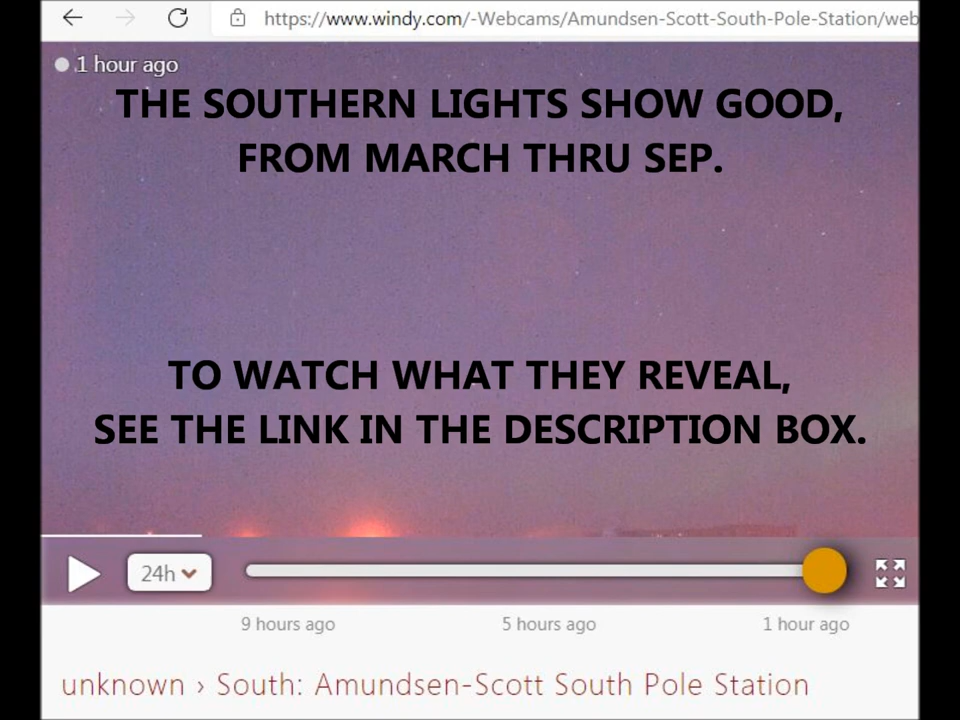 https://www.windy.com/-Webcams/Amundsen-Scott-South-Pole-Station/web
1 hour ago
THE SOUTHERN LIGHTS SHOW GOOD,
FROM MARCH THRU SEP.
TO WATCH WHAT THEY REVEAL,
SEE THE LINK IN THE DESCRIPTION BOX.
24h
9 hours ago 5 hours ago 1 hour ago
unknown › South: Amundsen-Scott South Pole Station